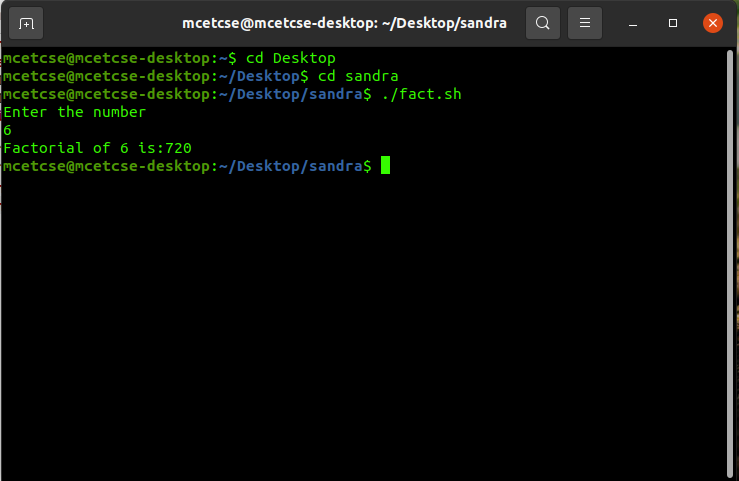 mcetcse@mcetcse-desktop: ~/Desktop/sandra
mcetcse@mcetcse-desktop:~$ cd Desktop
mcetcse@mcetcse-desktop:~/Desktop$ cd sandra
mcetcse@mcetcse-desktop:~/Desktop/sandra$ ./fact.sh
Enter the number
6
Factorial of 6 is:720
mcetcse@mcetcse-desktop:~/Desktop/sandra$